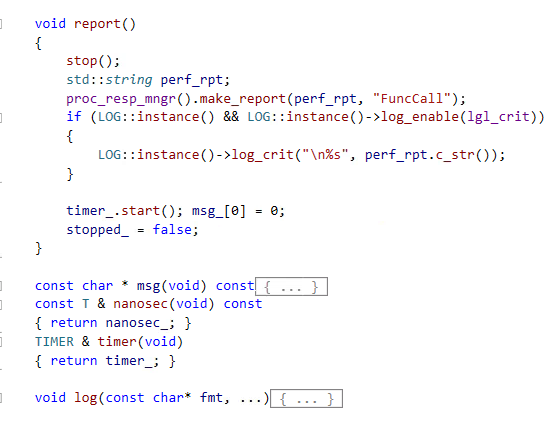 void report()
{
stop();
std::string perf_rpt;
proc_resp_mngr().make_report(perf_rpt, "FuncCall");
if (LOG::instance() && LOG::instance()->log_enable(lgl_crit))
{
LOG::instance()->log_crit("\n%s", perf_rpt.c_str());
}
timer_.start(); msg_[0] = 0;
stopped_ = false;
}
const char * msg(void) const{ ... }
const T & nanosec(void) const
{ return nanosec_; }
TIMER & timer(void)
{ return timer_; }
void log(const char* fmt, ...){ ... }